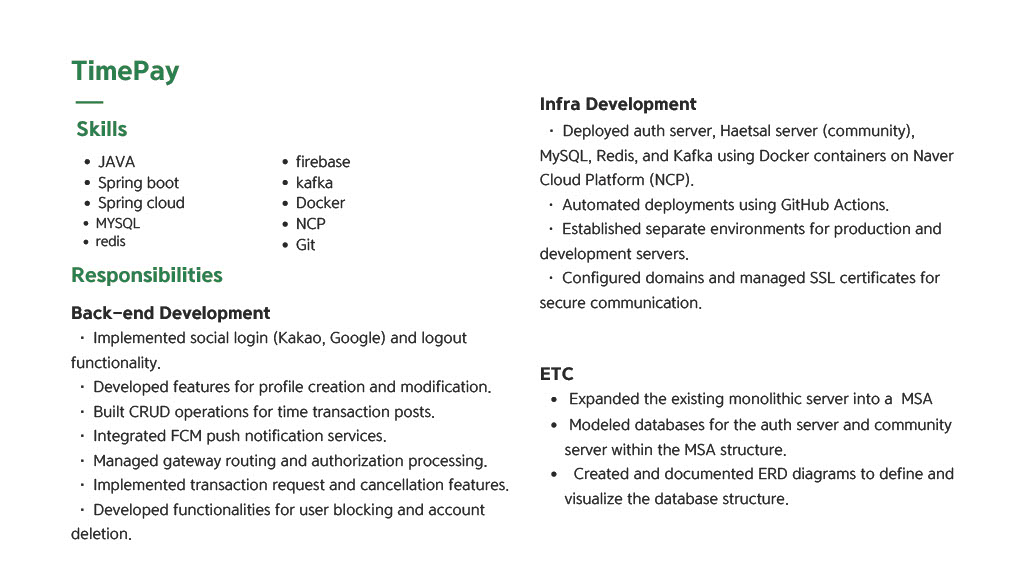 TimePay
Skills
• JAVA
• Spring boot
• Spring cloud
• MYSQL
• redis
• firebase
• kafka
• Docker
• NCP
• Git
Responsibilities
Back-end Development
· Implemented social login (Kakao, Google) and logout
functionality.
· Developed features for profile creation and modification.
· Built CRUD operations for time transaction posts.
· Integrated FCM push notification services.
· Managed gateway routing and authorization processing.
· Implemented transaction request and cancellation features.
· Developed functionalities for user blocking and account
deletion.
Infra Development
· Deployed auth server, Haetsal server (community),
MySQL, Redis, and Kafka using Docker containers on Naver
Cloud Platform (NCP).
· Automated deployments using GitHub Actions.
· Established separate environments for production and
development servers.
· Configured domains and managed SSL certificates for
secure communication.
ETC
• Expanded the existing monolithic server into a MSA
• Modeled databases for the auth server and community
server within the MSA structure.
• Created and documented ERD diagrams to define and
visualize the database structure.